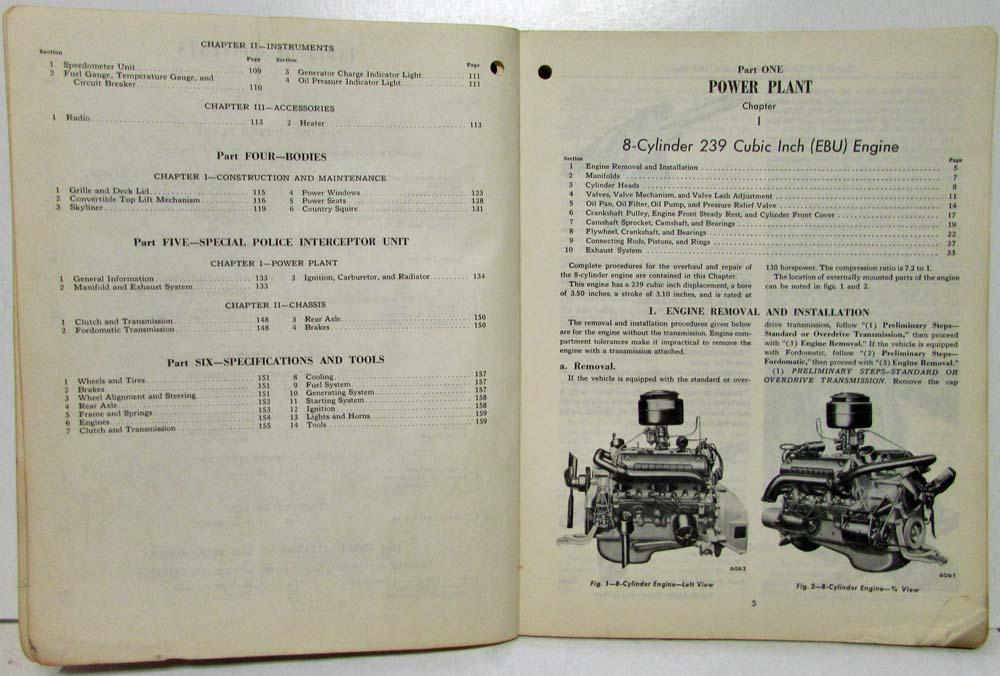 CHAPTER II—INSTRUMENTS
Section Page Section Page
1 Speedometer Unit 109 3 Generator Charge Indicator Light 111
2 Fuel Gauge, Temperature Gauge, and 4 Oil Pressure Indicator Light 111
Circuit Breaker 110
CHAPTER III—ACCESSORIES
1 Radio 113 2 Heater 113
Part FOUR—BODIES
CHAPTER I—CONSTRUCTION AND MAINTENANCE
1 Grille and Deck Lid 115 4 Power Windows 123
2 Convertible Top Lift Mechanism 116 5 Power Seats 128
3 Skyliner 119 6 Country Squire 131
Part FIVE—SPECIAL POLICE INTERCEPTOR UNIT
CHAPTER I—POWER PLANT
1 General Information 133 3 Ignition, Carburetor, and Radiator 134
2 Manifold and Exhaust System 133
CHAPTER II—CHASSIS
1 Clutch and Transmission 148 3 Rear Axle 150
2 Fordomatic Transmission 148 4 Brakes 150
Part SIX—SPECIFICATIONS AND TOOLS
1 Wheels and Tires 151 8 Cooling 157
2 Brakes 151 9 Fuel System 157
3 Wheel Alignment and Steering 151 10 Generating System 157
4 Rear Axle 152 11 Starting System 158
5 Frame and Springs 153 12 Ignition 158
6 Engines 154 13 Lights and Horns 159
7 Clutch and Transmission 155 14 Tools 159
Part ONE
POWER PLANT
Chapter
I
8-Cylinder 239 Cubic Inch (EBU) Engine
Section Page
1 Engine Removal and Installation 5
2 Manifolds 7
3 Cylinder Heads 8
4 Valves, Valve Mechanism, and Valve Lash Adjustment 11
5 Oil Pan, Oil Filter, Oil Pump, and Pressure Relief Valve 14
6 Crankshaft Pulley, Engine Front Steady Rest, and Cylinder Front Cover 17
7 Camshaft Sprocket, Camshaft, and Bearings 19
8 Flywheel, Crankshaft, and Bearings 22
9 Connecting Rods, Pistons, and Rings 27
10 Exhaust System 33
Complete procedures for the overhaul and repair of
the 8-cylinder engine are contained in this Chapter.
This engine has a 239 cubic inch displacement, a bore
of 3.50 inches, a stroke of 3.10 inches, and is rated at
130 horspower. The compression ratio is 7.2 to 1.
The location of externally mounted parts of the engine
can be noted in figs. 1 and 2.
1. ENGINE REMOVAL AND INSTALLATION
The removal and installation procedures given below
are for the engine without the transmission. Engine com-
partment tolerances make it impractical to remove the
engine with a transmission attached.
a. Removal.
If the vehicle is equipped with the standard or over-
drive transmission, follow "(1) Preliminary Steps—
Standard or Overdrive Transmission," then proceed
with "(3) Engine Removal." If the vehicle is equipped
with Fordomatic, follow "(2) Preliminary Steps—
Fordomatic," then proceed with "(3) Engine Removal."
(1) PRELIMINARY STEPS—STANDARD OR
OVERDRIVE TRANSMISSION. Remove the cap
6062
6061
Fig. 1—8-Cylinder Engine—Left View
Fig. 2—8-Cylinder Engine—¾ View
5